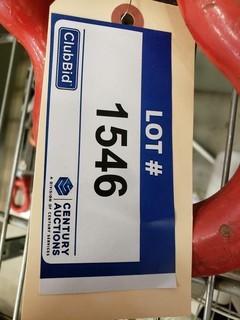 LOT #
1546
ClubBid
CENTURY
AUCTIONS
A DIVISION OF CENTURY SERVICES